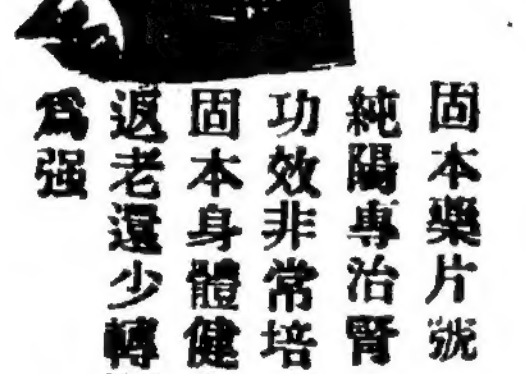 固本藥片號
純陽專治腎
功效非常培
固本身體健
返老還少轉
爲强